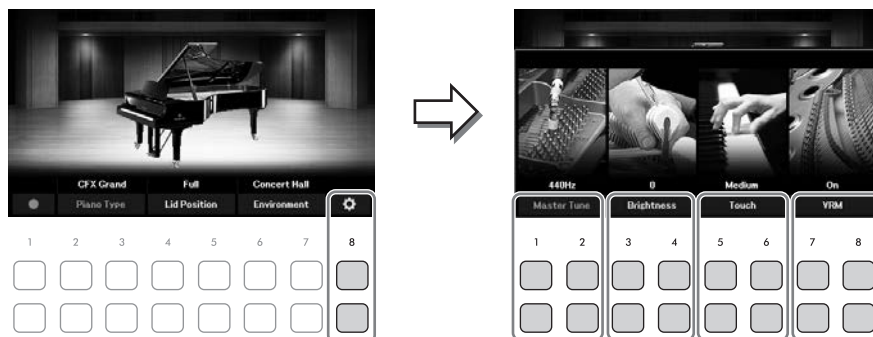 CFX Grand Full Concert Hall
Piano Type Lid Position Environment
1 2 3 4 5 6 7 8
440Hz 0 Medium On
Master Tune Brightness Touch VRM
1 2 3 4 5 6 7 8